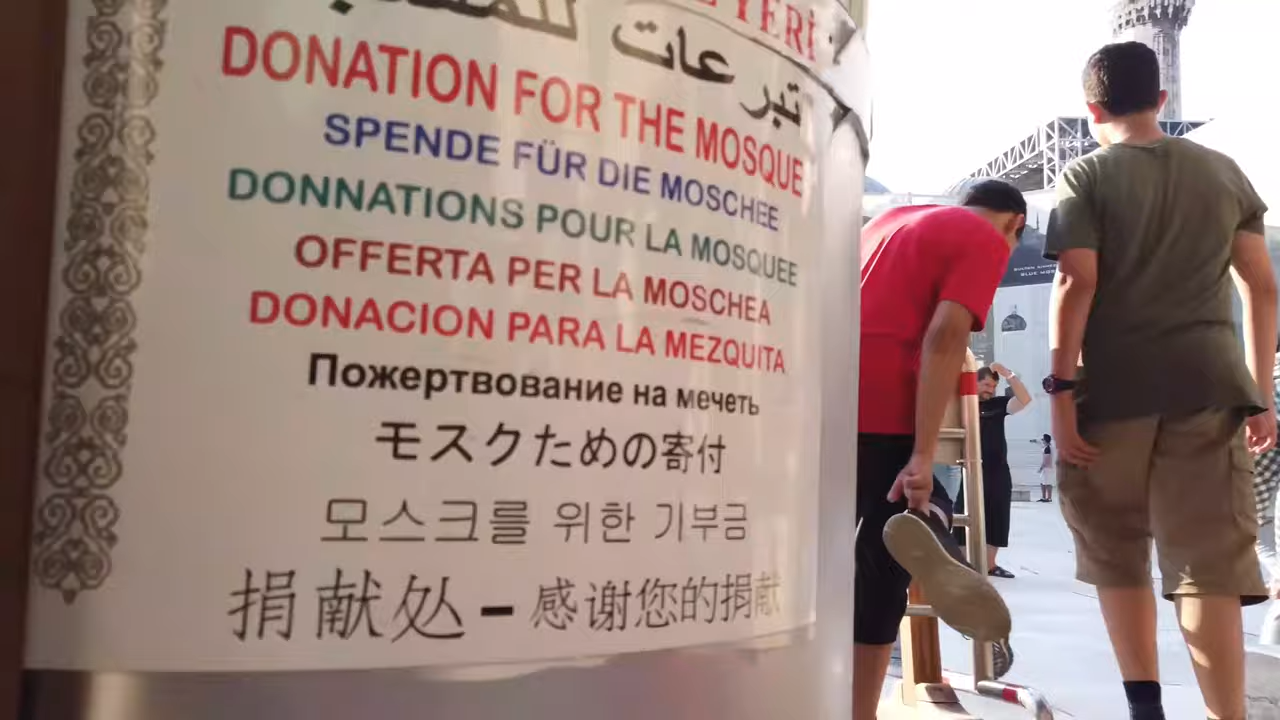 YERİ
تبرعات للمسجد
DONATION FOR THE MOSQUE
SPENDE FÜR DIE MOSCHEE
DONNATIONS POUR LA MOSQUEE
OFFERTA PER LA MOSCHEA
DONACION PARA LA MEZQUITA
Пожертвование на мечеть
モスクための寄付
모스크를 위한 기부금
捐献处-感谢您的捐献